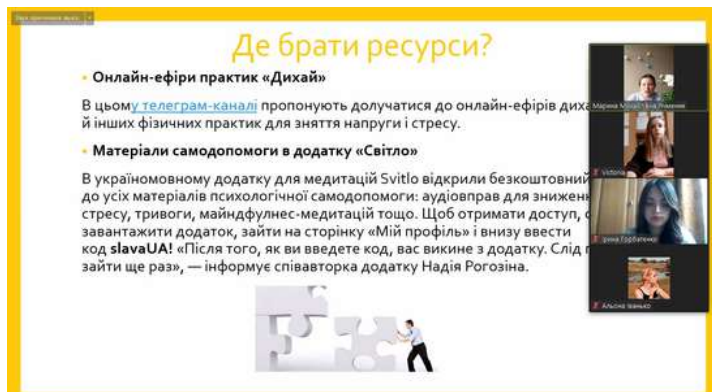 Де брати ресурси?
Онлайн-ефіри практик «Дихай»
В цьому телеграм-каналі пропонують долучатися до онлайн-ефірів
й інших фізичних практик для зняття напруги і стресу.
Матеріали самодопомоги в додатку «Світло»
В україномовному додатку для медитацій Svitlo відкрили безкоштовний
до усіх матеріалів психологічної самодопомоги: аудіовправ для
стресу, тривоги, майндфулнес-медитацій тощо. Щоб отримати доступ,
завантажити додаток, зайти на сторінку «Мій профіль» і внизу ввести
код slavaUA! «Після того, як ви введете код, вас викине з додатку. Слід
зайти ще раз», — інформує співавторка додатку Надія Рогозіна.
Марина Михайлівна
Victoria
Ірина Горбатенко
Альона Іванько